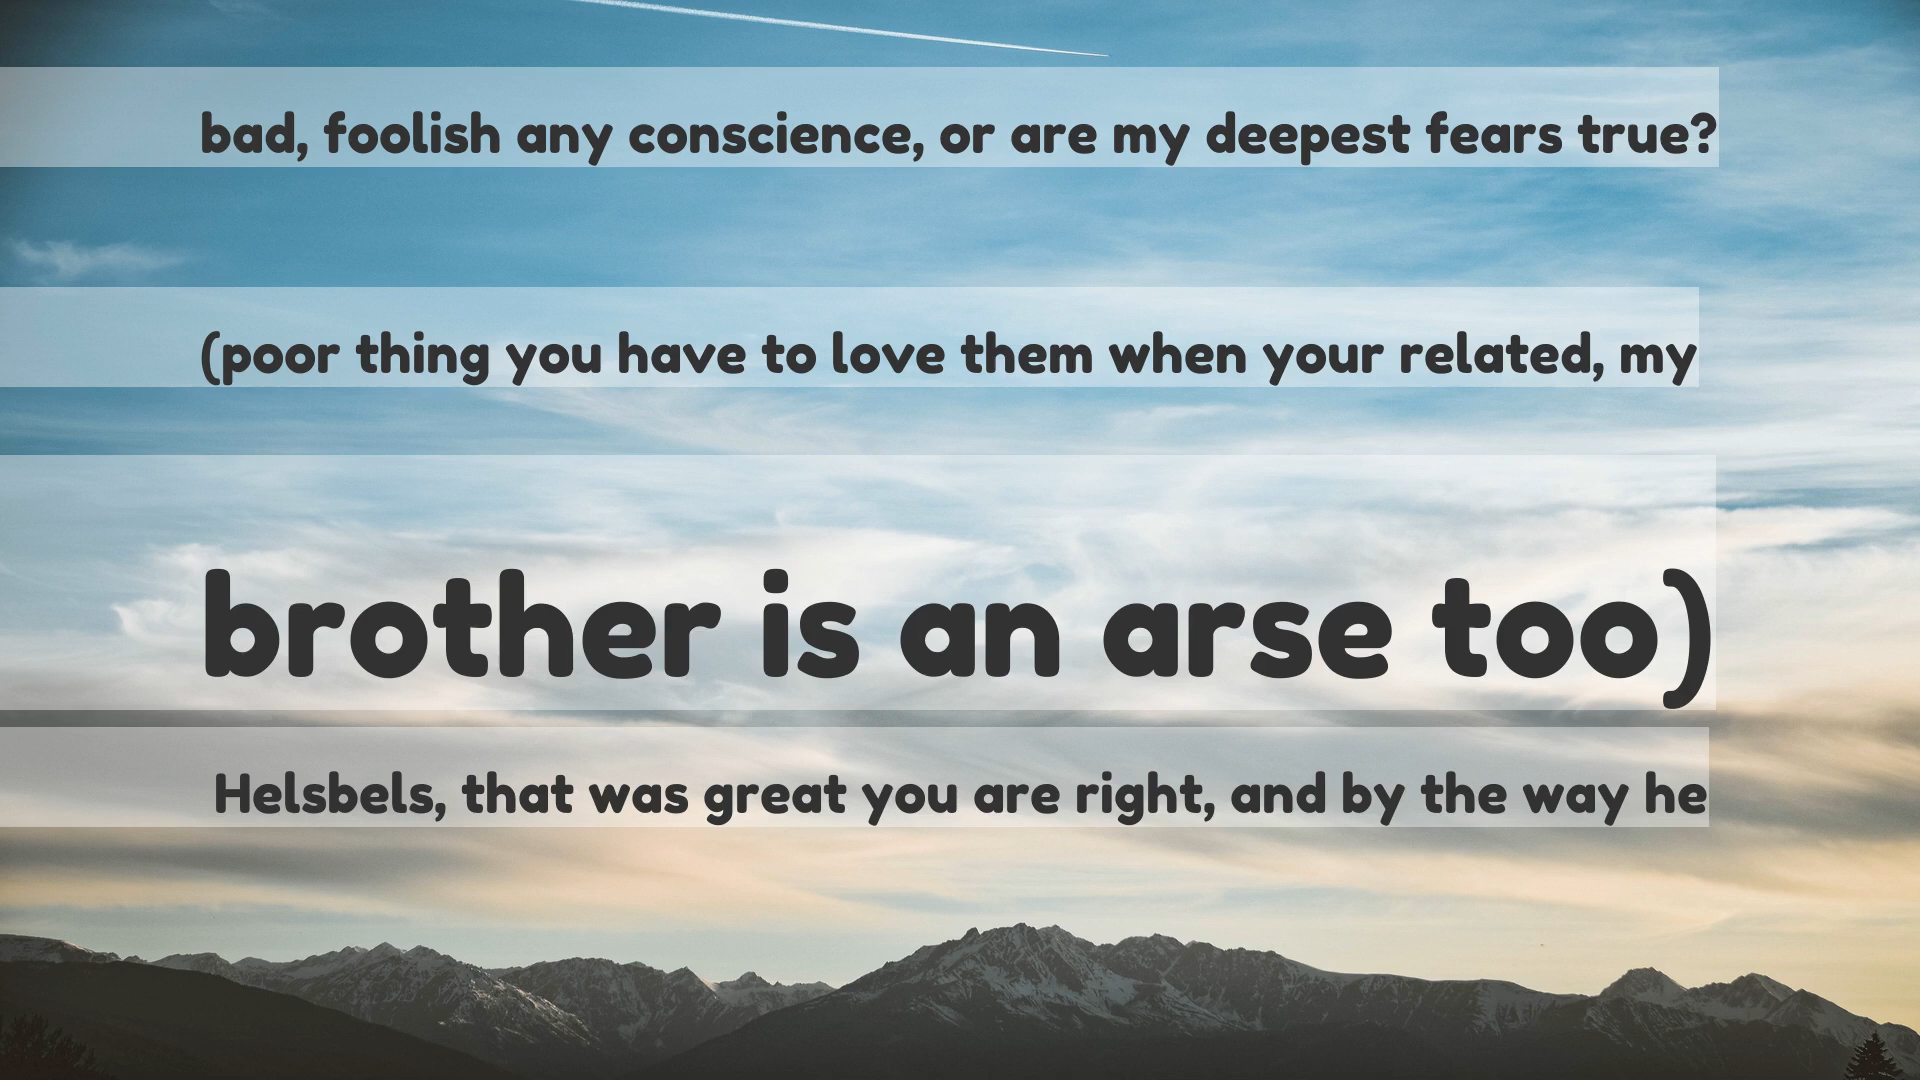 bad, foolish any conscience, or are my deepest fears true?
(poor thing you have to love them when your related, my
brother is an arse too)
Helsbels, that was great you are right, and by the way he